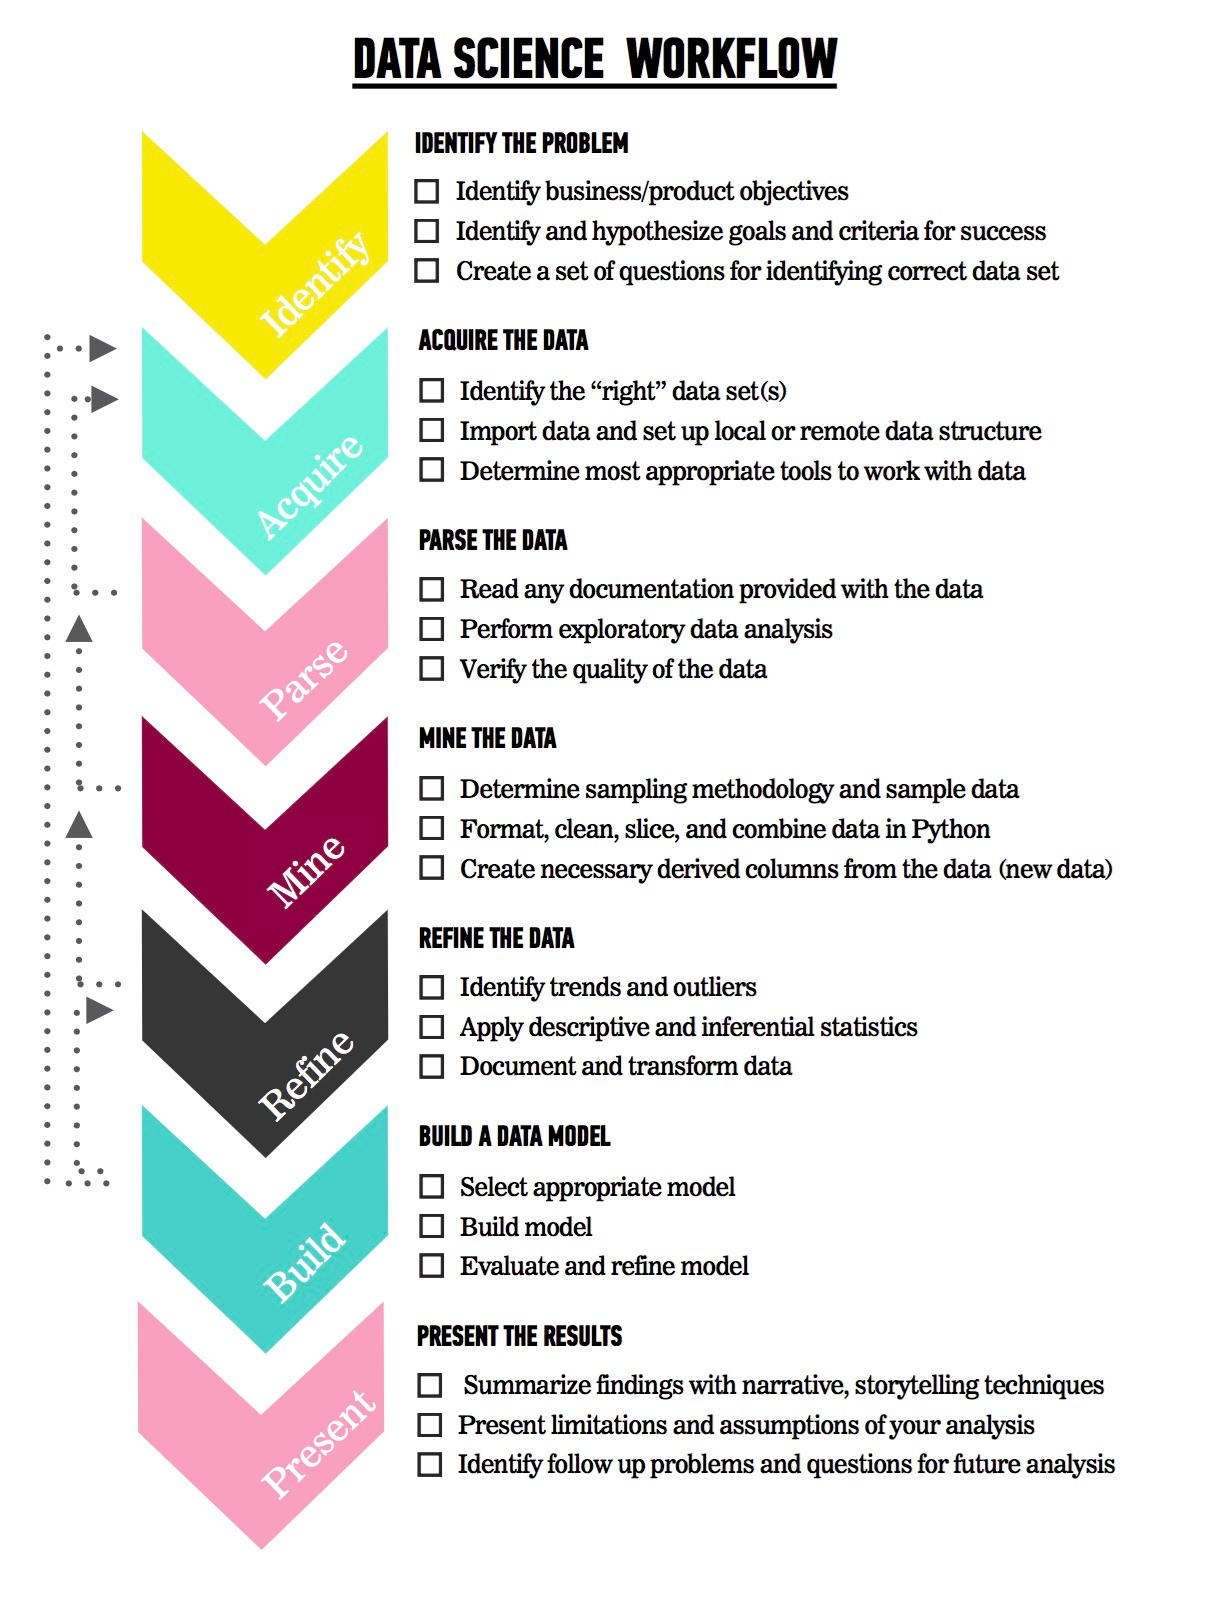 DATA SCIENCE WORKFLOW
IDENTIFY THE PROBLEM
Identify business/product objectives
Identify and hypothesize goals and criteria for success
Create a set of questions for identifying correct data set
Identify
ACQUIRE THE DATA
Identify the “right” data set(s)
Import data and set up local or remote data structure
Determine most appropriate tools to work with data
Acquire
PARSE THE DATA
Read any documentation provided with the data
Perform exploratory data analysis
Verify the quality of the data
Parse
MINE THE DATA
Determine sampling methodology and sample data
Format, clean, slice, and combine data in Python
Create necessary derived columns from the data (new data)
Mine
REFINE THE DATA
Identify trends and outliers
Apply descriptive and inferential statistics
Document and transform data
Refine
BUILD A DATA MODEL
Select appropriate model
Build model
Evaluate and refine model
Build
PRESENT THE RESULTS
Summarize findings with narrative, storytelling techniques
Present limitations and assumptions of your analysis
Identify follow up problems and questions for future analysis
Present